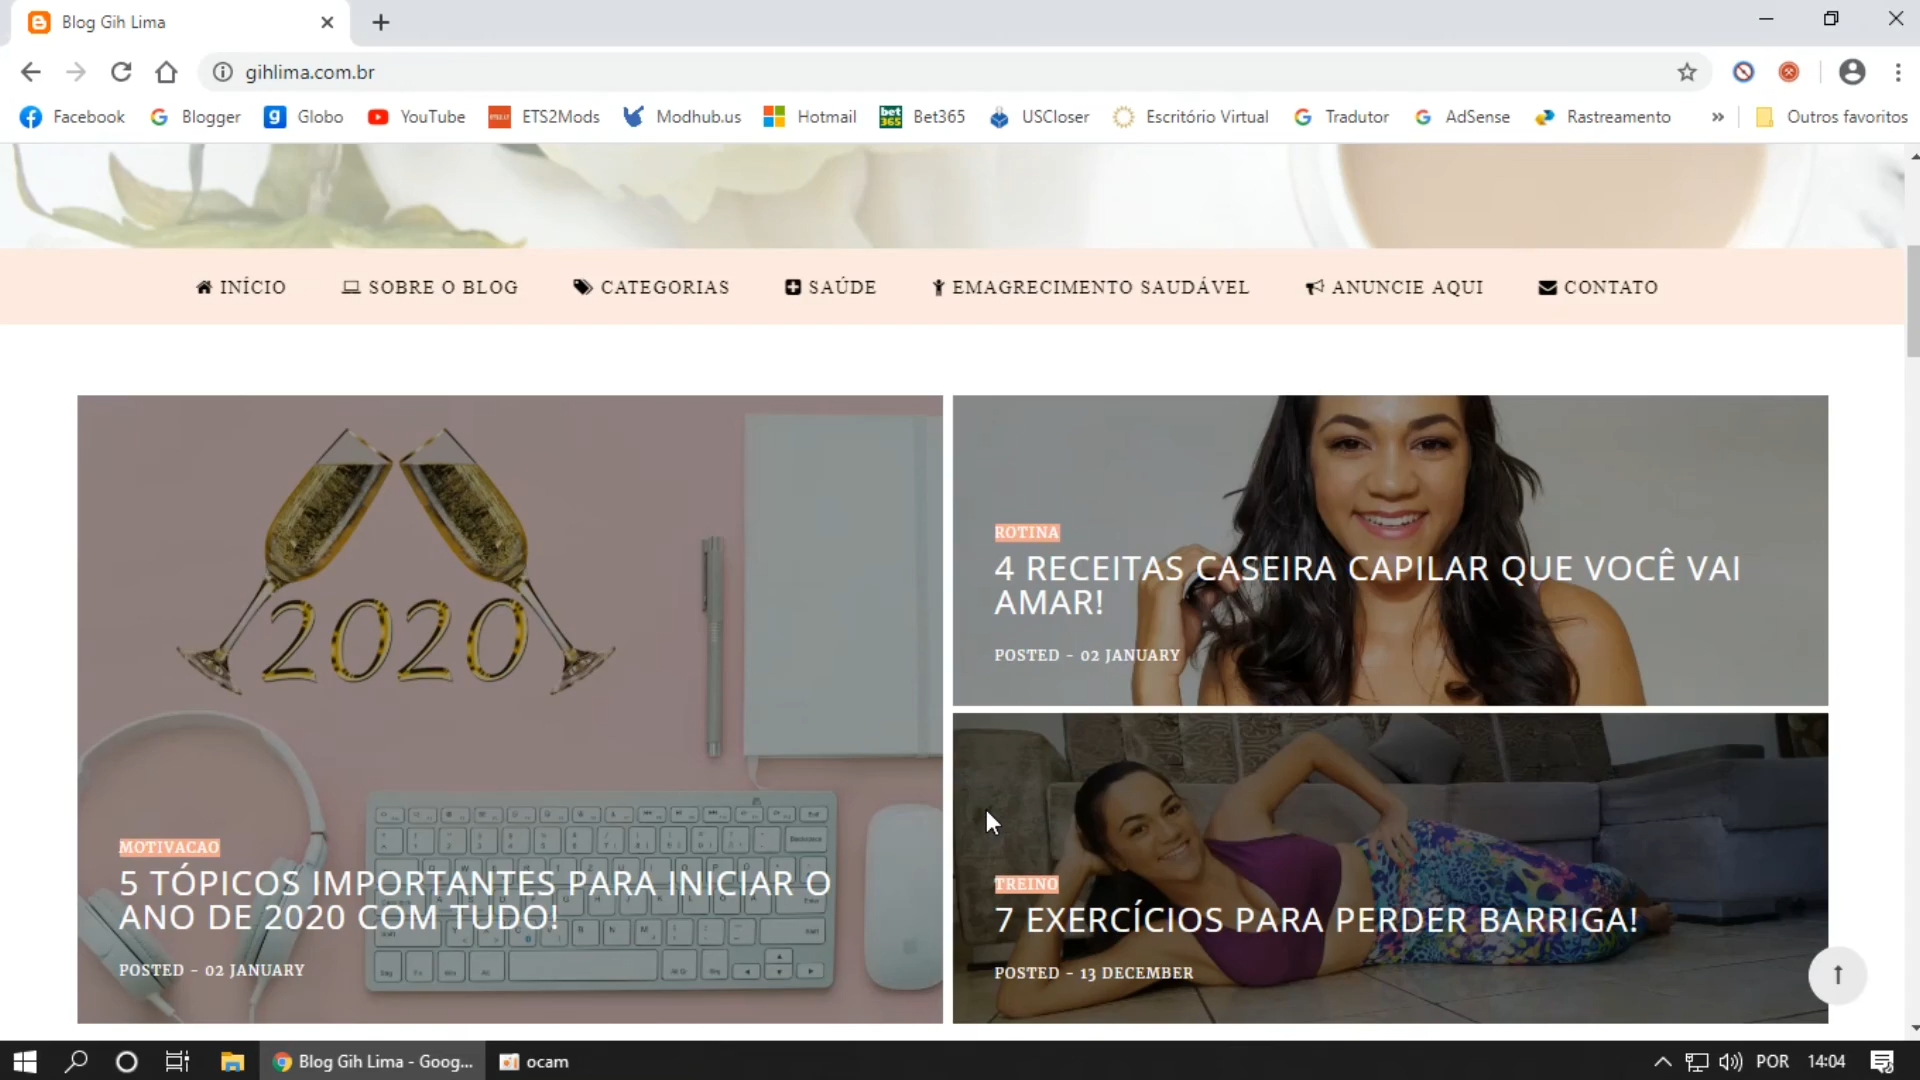 Blog Gih Lima
gihlima.com.br
Facebook Blogger Globo YouTube ETS2Mods Modhub.us Hotmail bet365 Bet365 USCloser Escritório Virtual Tradutor AdSense Rastreamento » Outros favoritos
INÍCIO SOBRE O BLOG CATEGORIAS SAÚDE EMAGRECIMENTO SAUDÁVEL ANUNCIE AQUI CONTATO
2020
MOTIVACAO
5 TÓPICOS IMPORTANTES PARA INICIAR O
ANO DE 2020 COM TUDO!
POSTED - 02 JANUARY
ROTINA
4 RECEITAS CASEIRA CAPILAR QUE VOCÊ VAI
AMAR!
POSTED - 02 JANUARY
TREINO
7 EXERCÍCIOS PARA PERDER BARRIGA!
POSTED - 13 DECEMBER
Blog Gih Lima - Goog... ocam POR 14:04